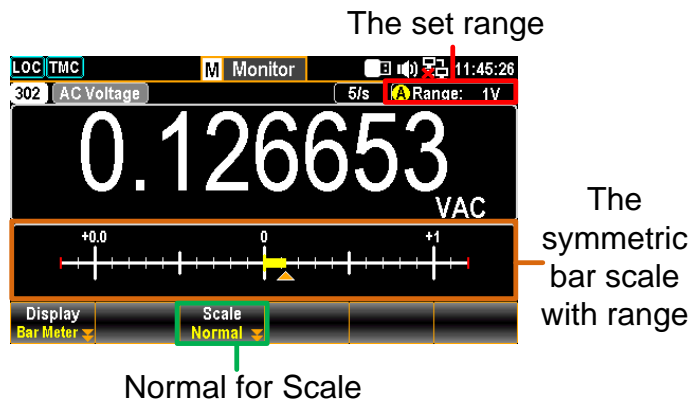 The set range
LOC TMC M Monitor 11:45:26
302 AC Voltage 5/s A Range: 1V
0.126653
VAC
+0.0 0 +1
The
symmetric
bar scale
with range
Display Scale
Bar Meter Normal
Normal for Scale